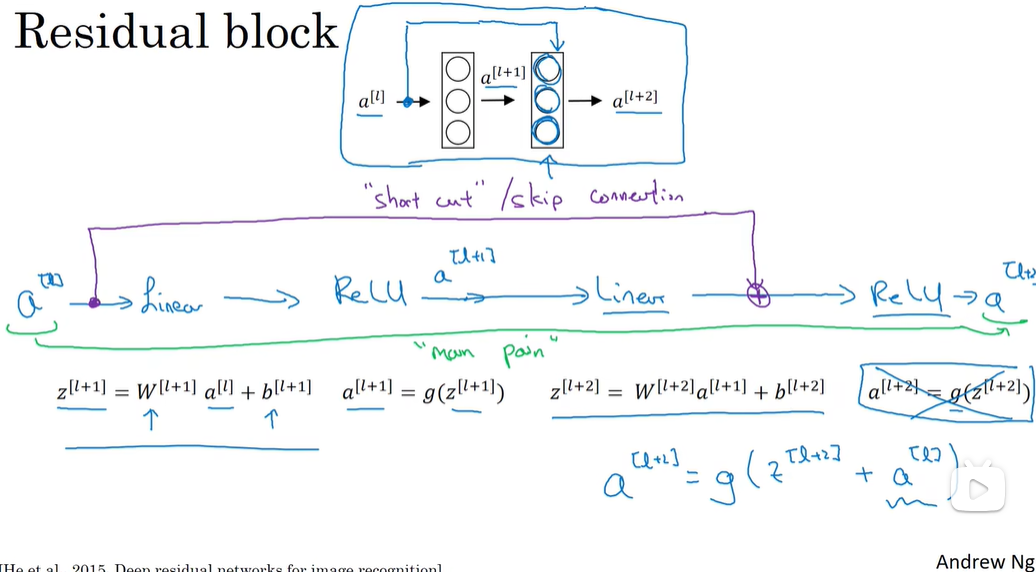 Residual block
a^[l] a^[l+1] a^[l+2]
"short cut" / skip connection
a^[l] → Linear → ReLU a^[l+1] → Linear → ReLU → a^[l+2]
"main path"
z^[l+1] = W^[l+1] a^[l] + b^[l+1] a^[l+1] = g(z^[l+1]) z^[l+2] = W^[l+2] a^[l+1] + b^[l+2] a^[l+2] = g(z^[l+2])
a^[l+2] = g(z^[l+2] + a^[l])
[He et al., 2015. Deep residual networks for image recognition]
Andrew Ng